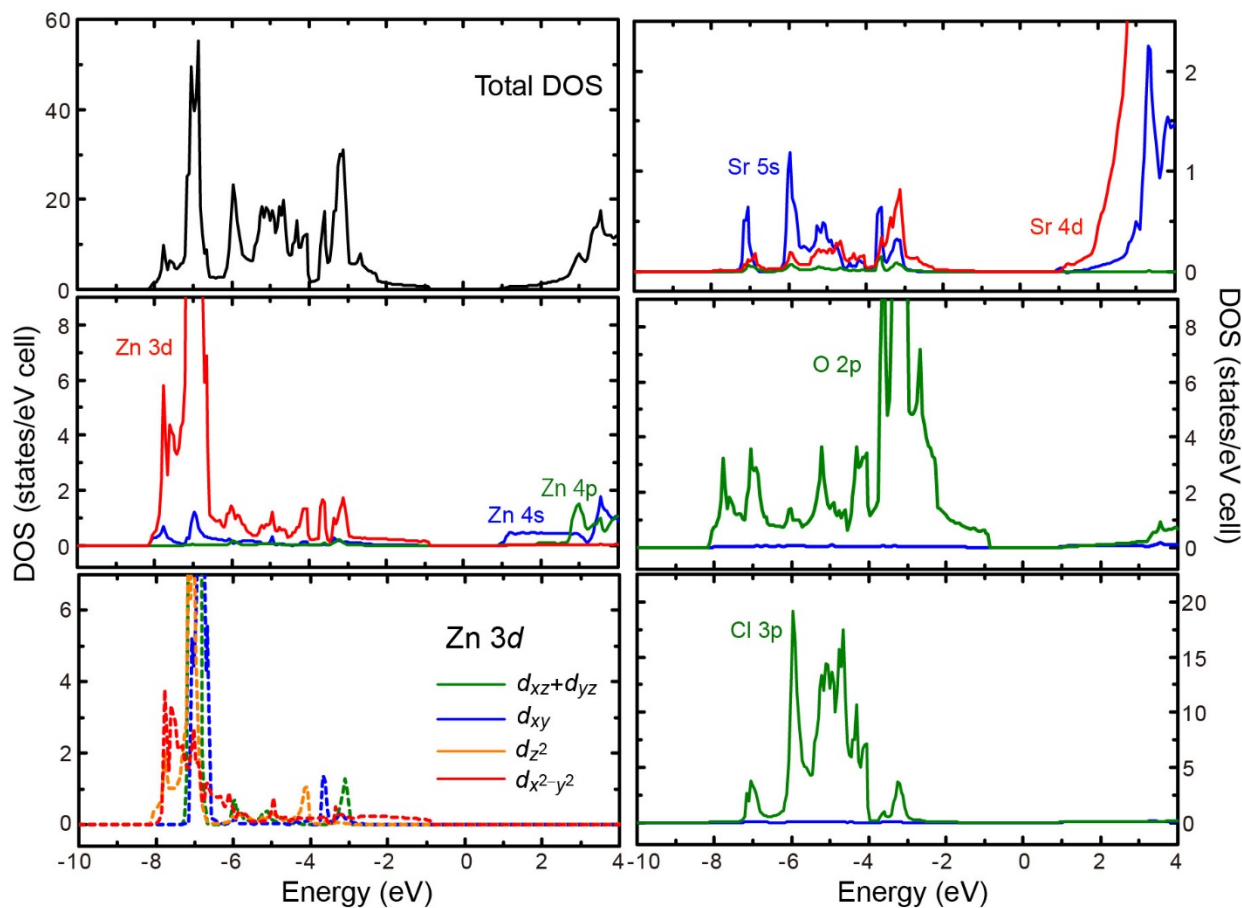 60
40
20
0
Total DOS
Sr 5s
Sr 4d
2
1
0
8
6
4
2
0
Zn 3d
Zn 4s
Zn 4p
O 2p
8
6
4
2
0
6
4
2
0
Zn 3d
dxz+dyz
dxy
dz2
dx2−y2
Cl 3p
20
15
10
5
0
DOS (states/eV cell)
DOS (states/eV cell)
-10 -8 -6 -4 -2 0 2 4
-10 -8 -6 -4 -2 0 2 4
Energy (eV)
Energy (eV)